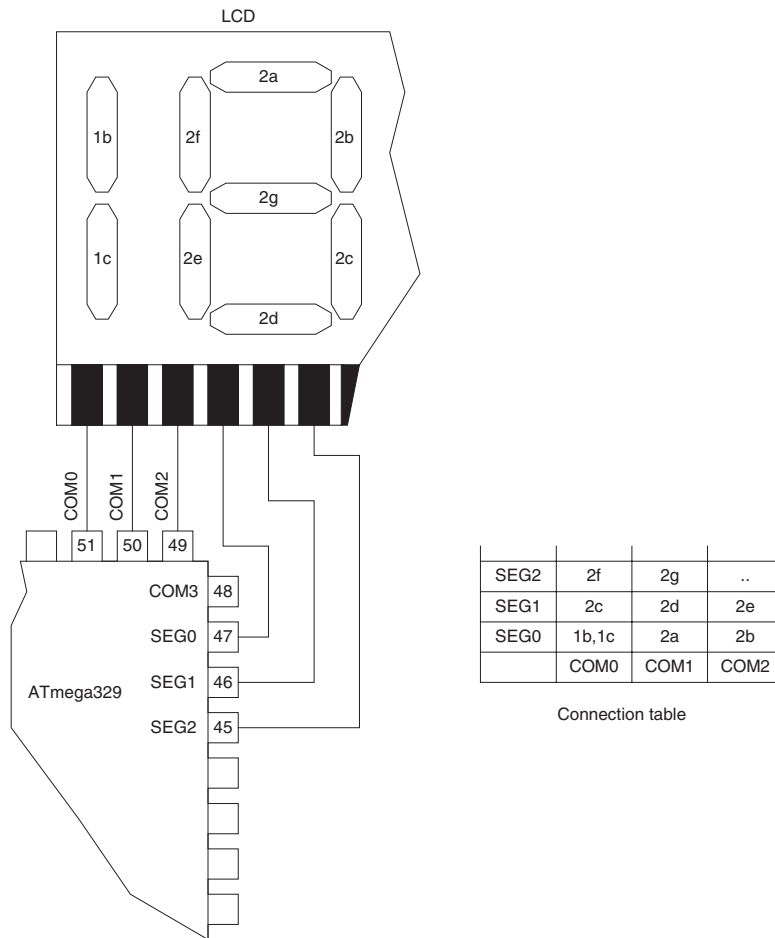 LCD
2a
1b 2f 2b
2g
1c 2e 2c
2d
COM0
COM1
COM2
51 50 49
COM3 48
SEG0 47
SEG1 46
ATmega329
SEG2 45
SEG2 2f 2g ..
SEG1 2c 2d 2e
SEG0 1b,1c 2a 2b
COM0 COM1 COM2
Connection table